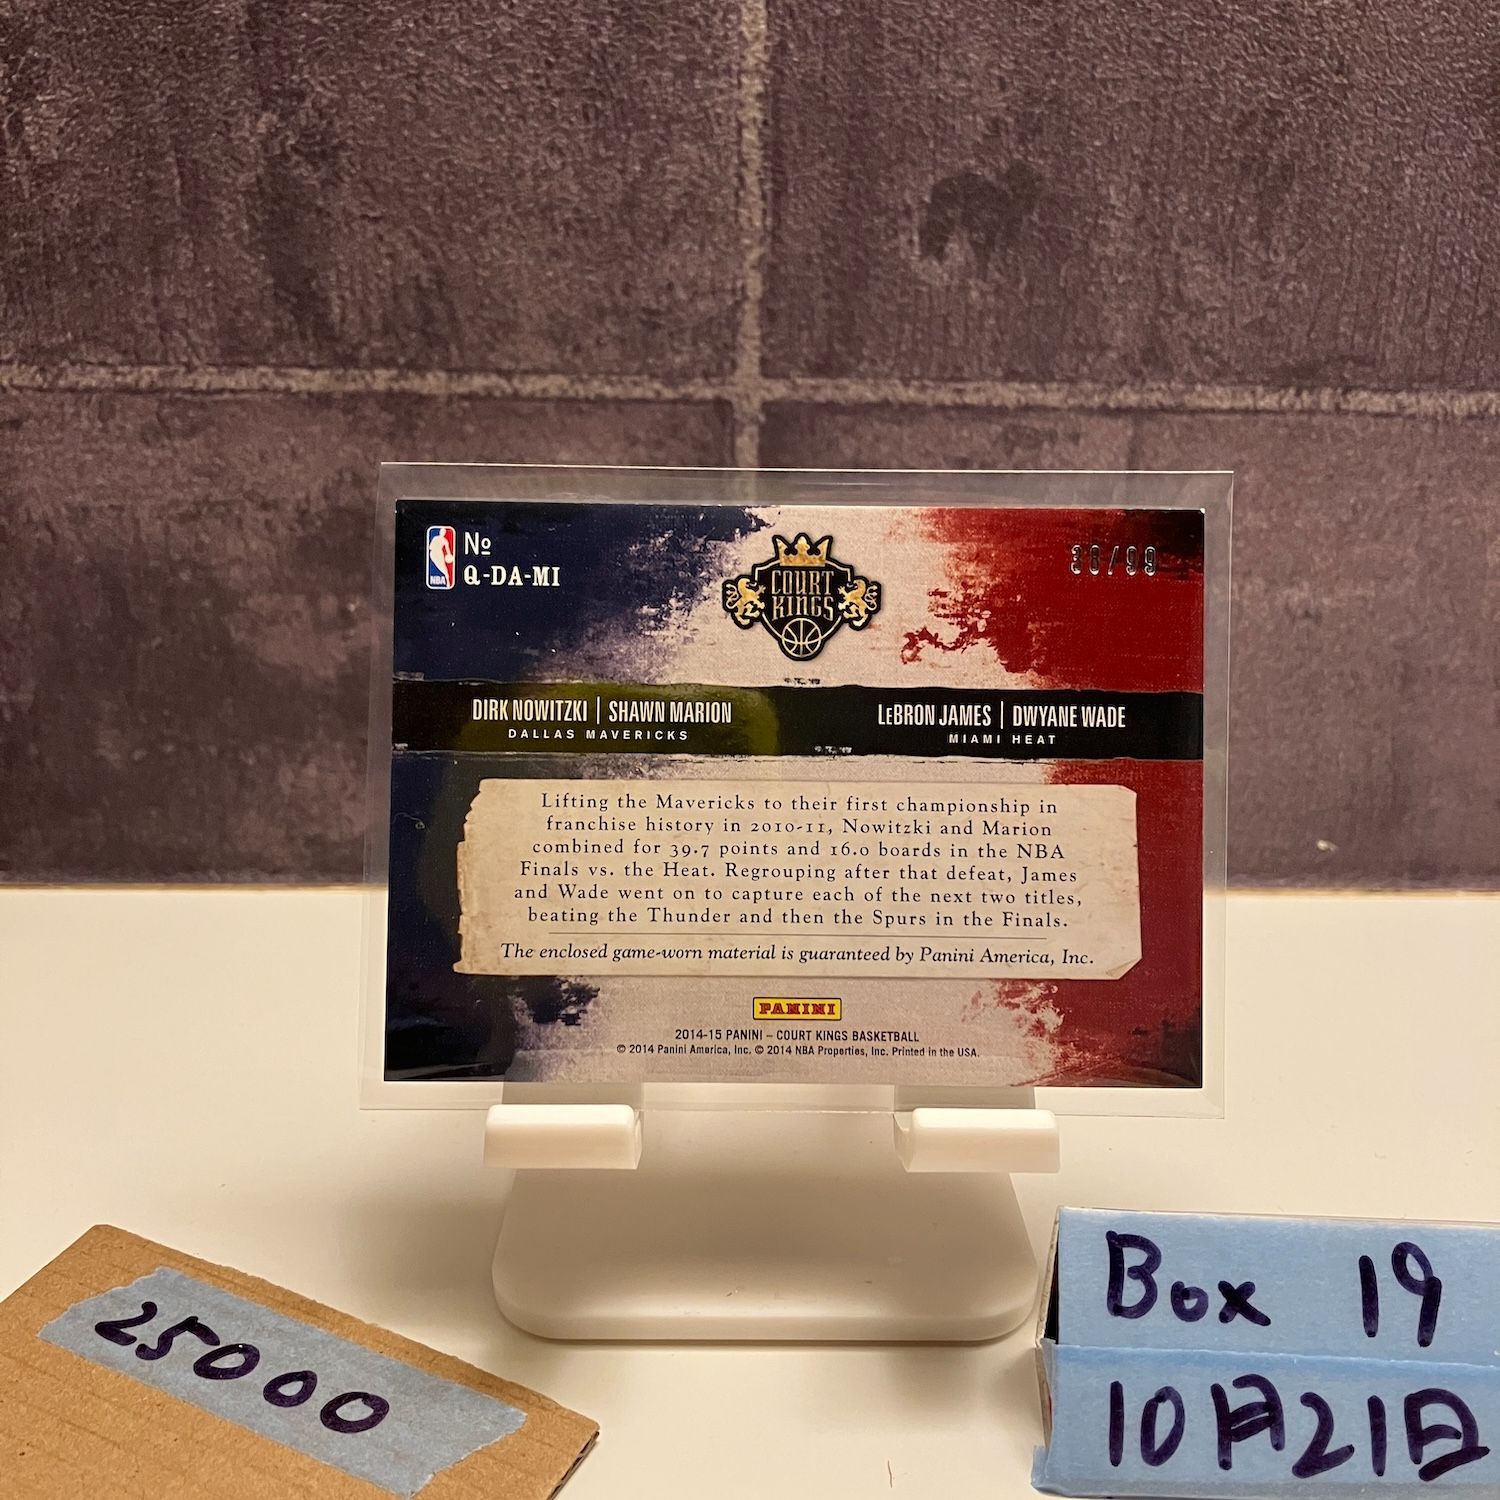 No
Q-DA-MI
NBA
COURT
KINGS
DIRK NOWITZKI | SHAWN MARION
DALLAS MAVERICKS
LEBRON JAMES | DWYANE WADE
MIAMI HEAT
Lifting the Mavericks to their first championship in
franchise history in 2010-11, Nowitzki and Marion
combined for 39.7 points and 16.0 boards in the NBA
Finals vs. the Heat. Regrouping after that defeat, James
and Wade went on to capture each of the next two titles,
beating the Thunder and then the Spurs in the Finals.
The enclosed game-worn material is guaranteed by Panini America, Inc.
PANINI
2014-15 PANINI – COURT KINGS BASKETBALL
© 2014 Panini America, Inc. © 2014 NBA Properties, Inc. Printed in the USA.
25000
Box 19
10月21日